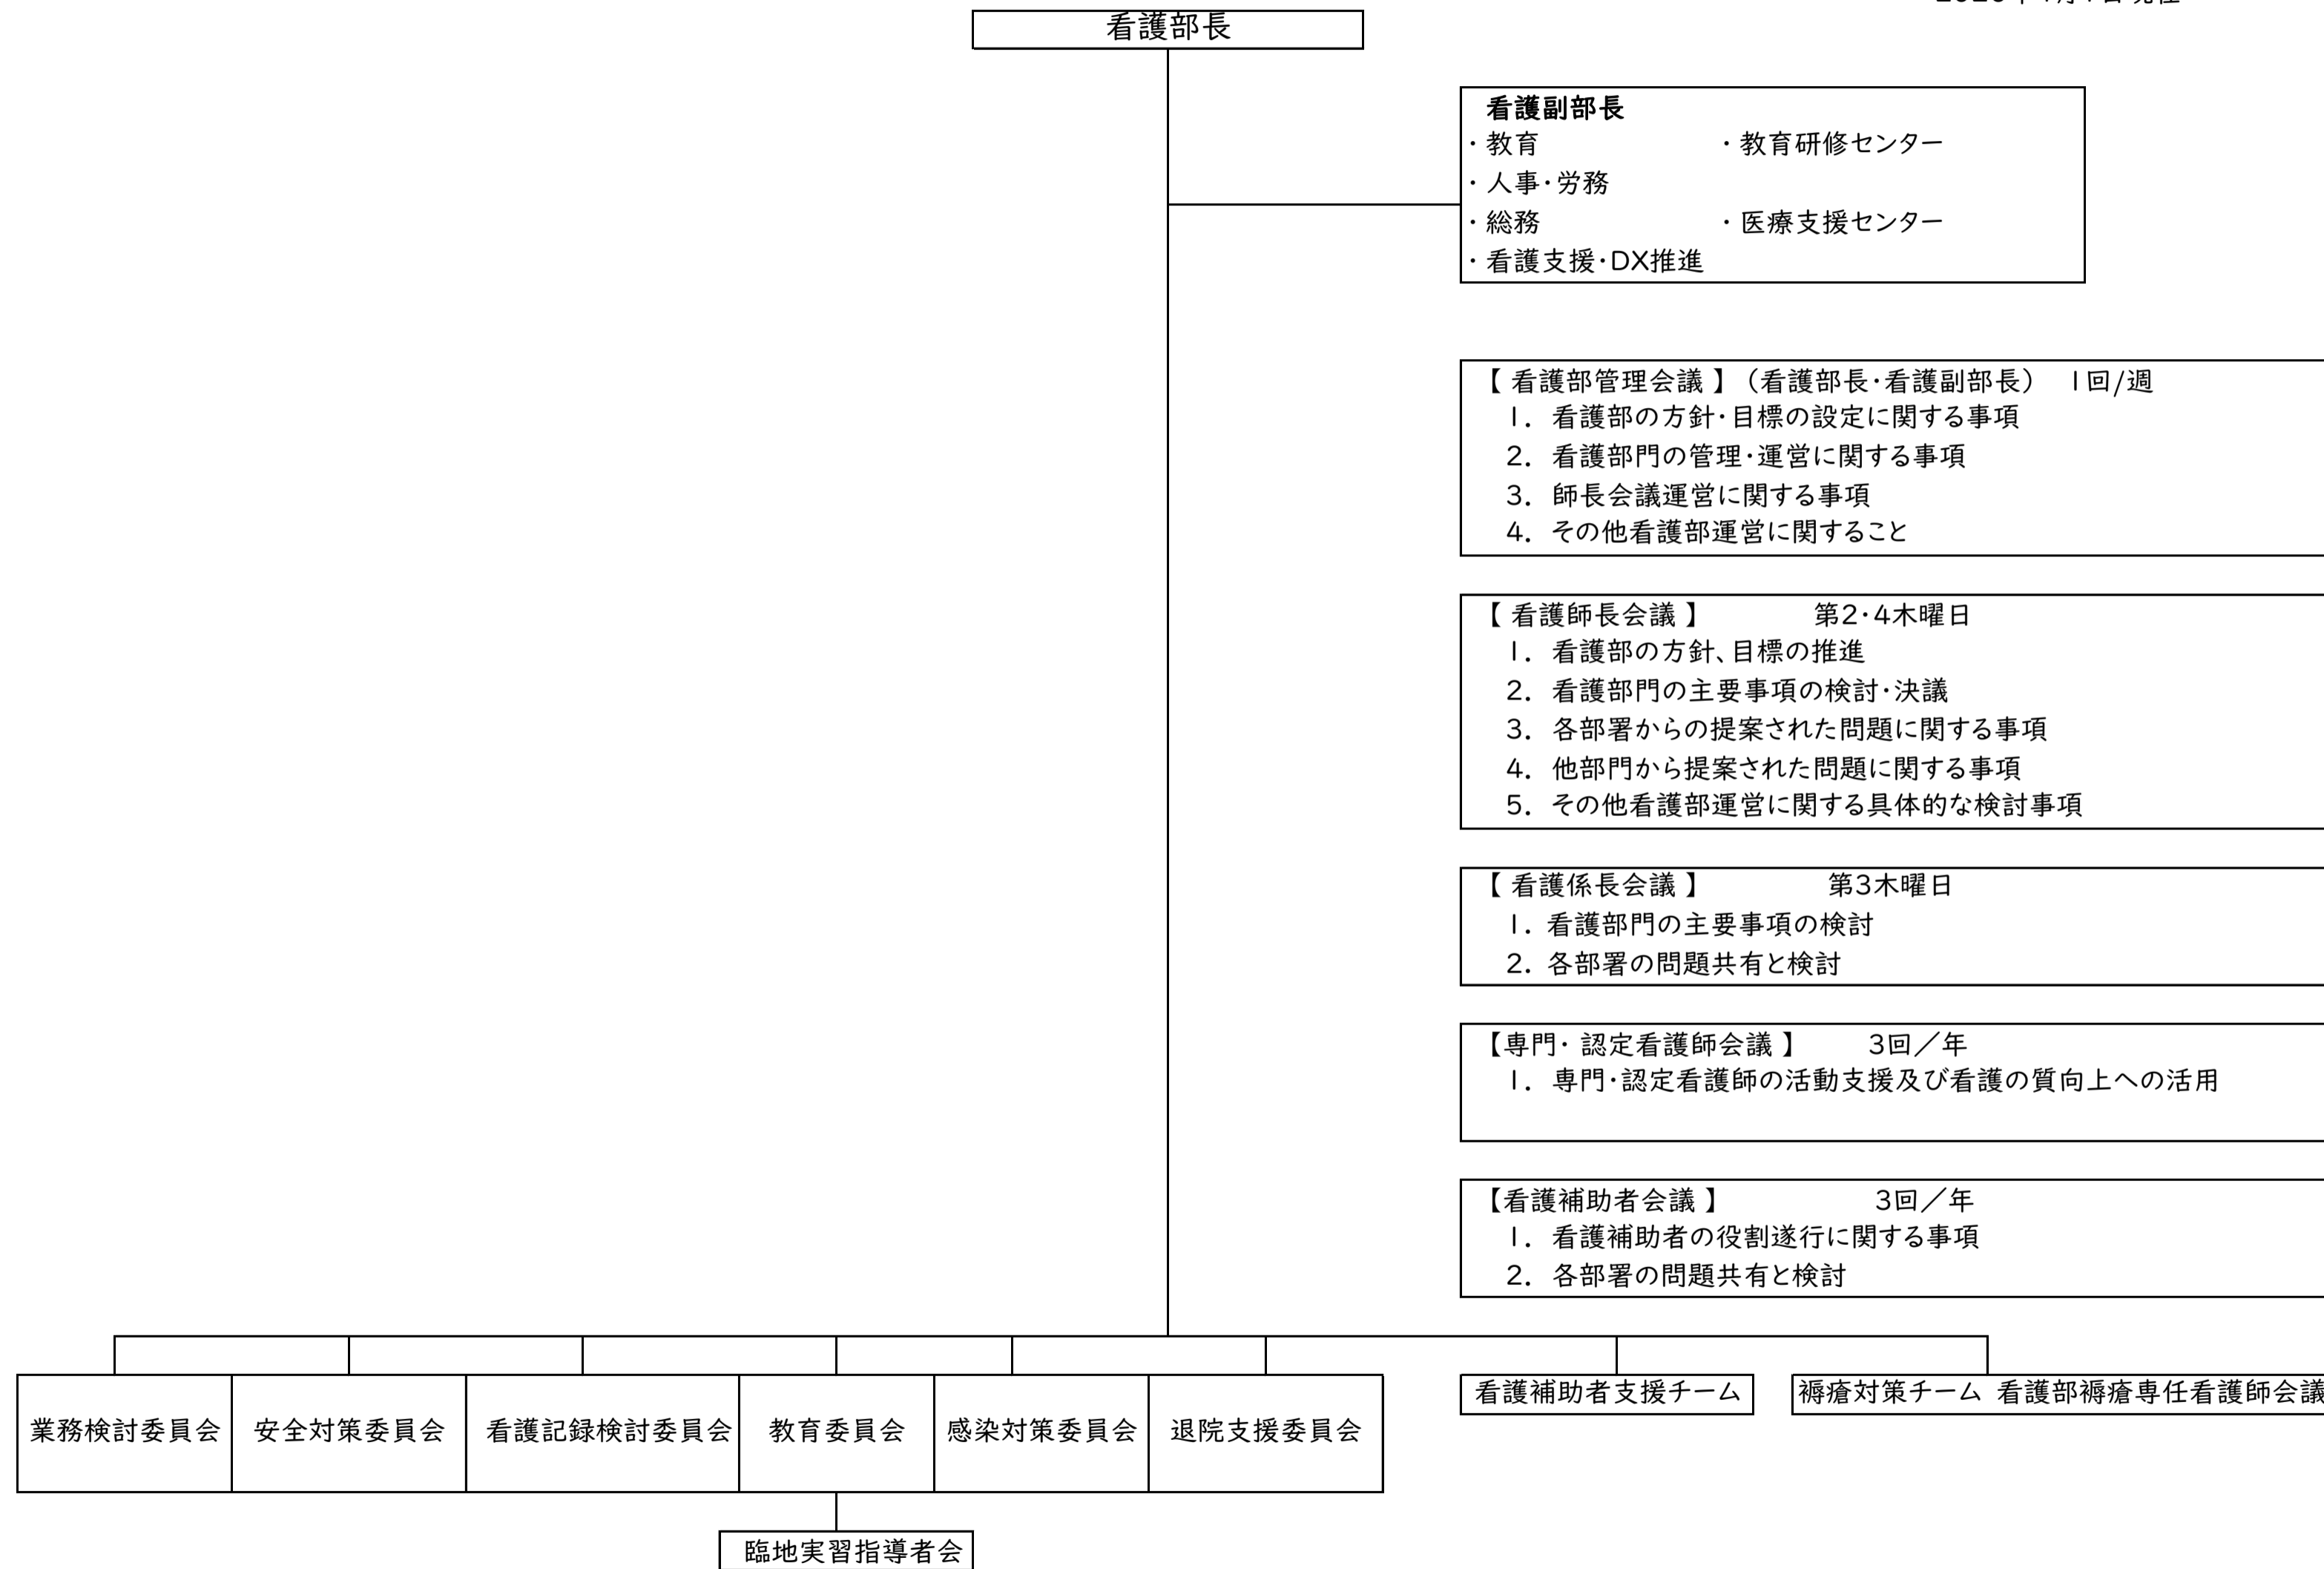 看護部長
看護副部長
・教育 ・教育研修センター
・人事・労務
・総務 ・医療支援センター
・看護支援・DX推進
【 看護部管理会議 】（看護部長・看護副部長） 1回/週
1. 看護部の方針・目標の設定に関する事項
2. 看護部門の管理・運営に関する事項
3. 師長会議運営に関する事項
4. その他看護部運営に関すること
【 看護師長会議 】 第2・4木曜日
1. 看護部の方針、目標の推進
2. 看護部門の主要事項の検討・決議
3. 各部署からの提案された問題に関する事項
4. 他部門から提案された問題に関する事項
5. その他看護部運営に関する具体的な検討事項
【 看護係長会議 】 第3木曜日
1. 看護部門の主要事項の検討
2. 各部署の問題共有と検討
【専門・ 認定看護師会議 】 3回／年
1. 専門・認定看護師の活動支援及び看護の質向上への活用
【看護補助者会議 】 3回／年
1. 看護補助者の役割遂行に関する事項
2. 各部署の問題共有と検討
看護補助者支援チーム
褥瘡対策チーム 看護部褥瘡専任看護師会議
業務検討委員会
安全対策委員会
看護記録検討委員会
教育委員会
感染対策委員会
退院支援委員会
臨地実習指導者会